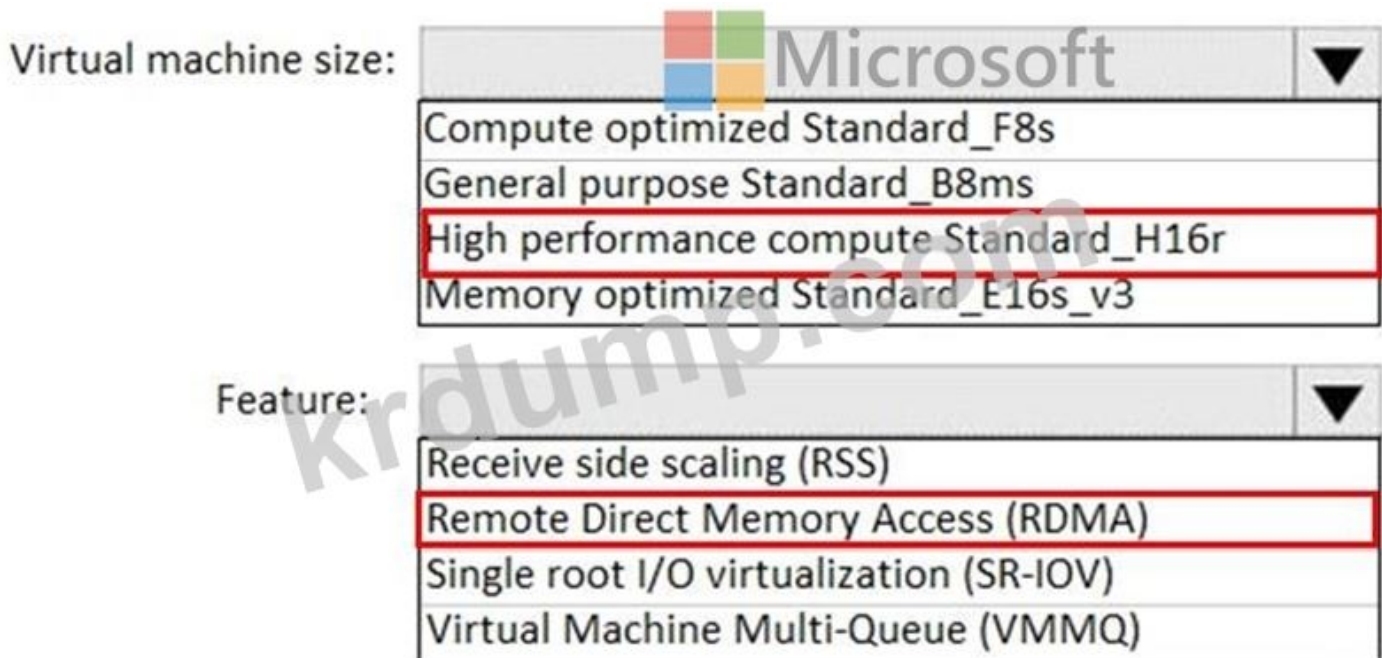 Microsoft
Virtual machine size:
Compute optimized Standard_F8s
General purpose Standard_B8ms
High performance compute Standard_H16r
Memory optimized Standard_E16s_v3
krdump.com
Feature:
Receive side scaling (RSS)
Remote Direct Memory Access (RDMA)
Single root I/O virtualization (SR-IOV)
Virtual Machine Multi-Queue (VMMQ)